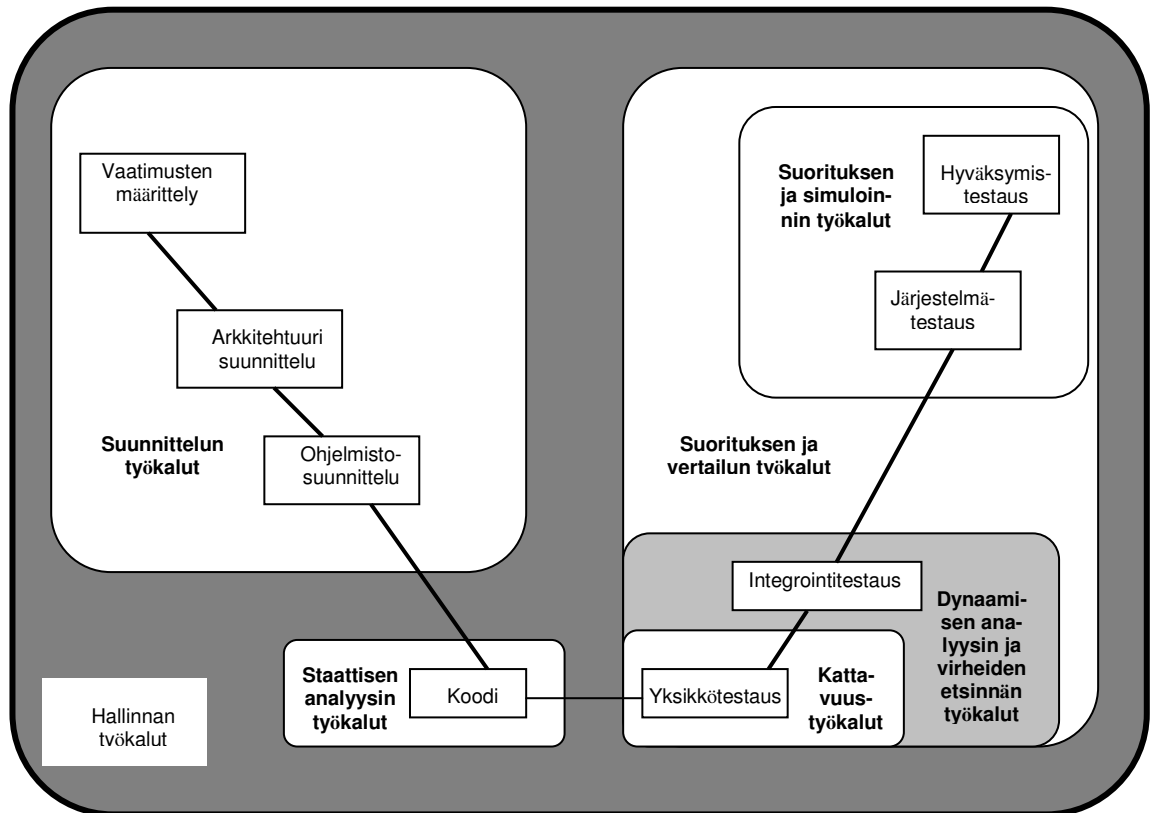 Vaatimusten
määrittely
Arkkitehtuuri
suunnittelu
Suunnittelun
työkalut
Ohjelmisto-
suunnittelu
Staattisen
analyysin
työkalut
Koodi
Hallinnan
tvökalut
Suorituksen
ja simuloin-
nin työkalut
Hyväksymis-
testaus
Järjestelmä-
testaus
Suorituksen ja
vertailun tvökalut
Integrointitestaus
Dynaami-
sen ana-
lyysin ja
virheiden
etsinnän
työkalut
Yksikkötestaus
Katta-
vuus-
työkalut